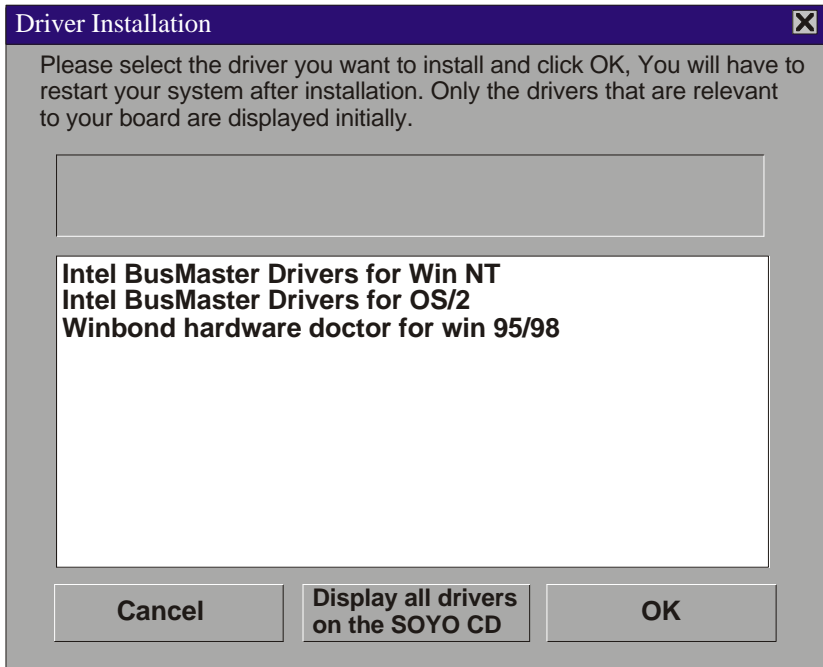 Driver Installation
Please select the driver you want to install and click OK, You will have to
restart your system after installation. Only the drivers that are relevant
to your board are displayed initially.
Intel BusMaster Drivers for Win NT
Intel BusMaster Drivers for OS/2
Winbond hardware doctor for win 95/98
Cancel
Display all drivers
on the SOYO CD
OK